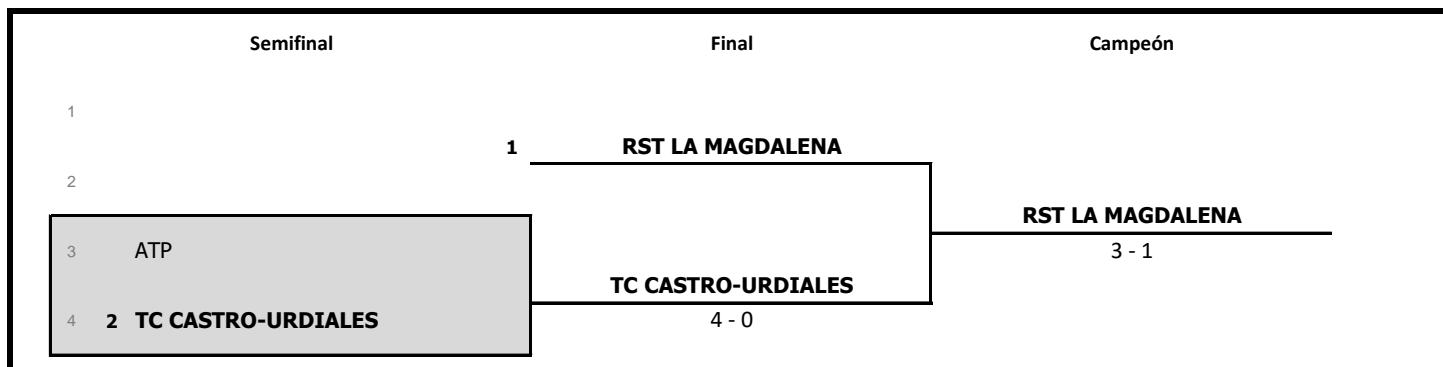 Semifinal Final Campeón
1
1 RST LA MAGDALENA
2
RST LA MAGDALENA
3 ATP 3 - 1
TC CASTRO-URDIALES
4 2 TC CASTRO-URDIALES 4 - 0